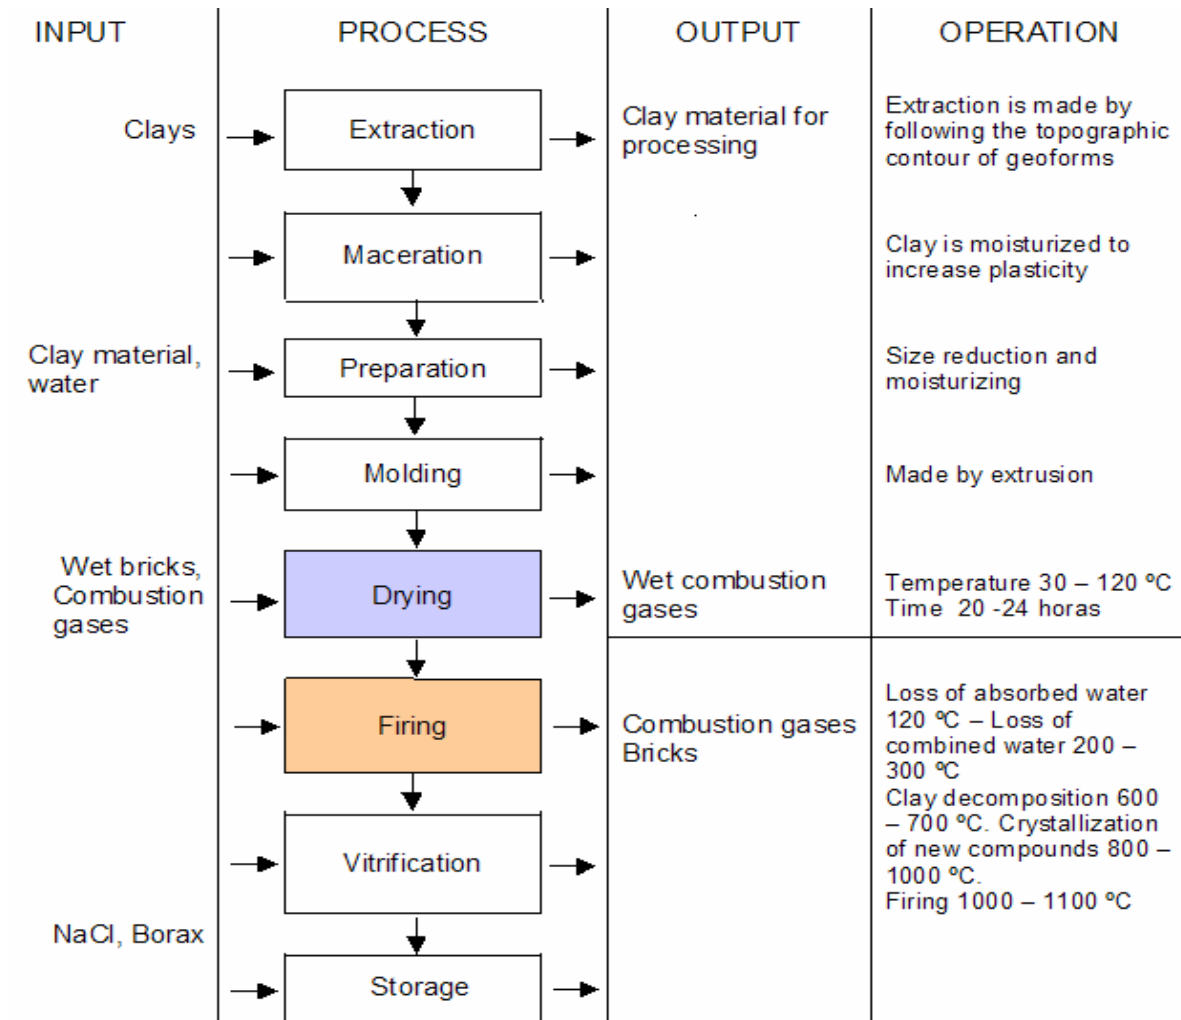 INPUT
PROCESS
OUTPUT
OPERATION
Clays
Extraction
Clay material for
processing
Extraction is made by
following the topographic
contour of geoforms
Maceration
Clay is moisturized to
increase plasticity
Clay material,
water
Preparation
Size reduction and
moisturizing
Molding
Made by extrusion
Wet bricks,
Combustion
gases
Drying
Wet combustion
gases
Temperature 30 – 120 ºC
Time 20 -24 horas
Firing
Combustion gases
Bricks
Loss of absorbed water
120 ºC – Loss of
combined water 200 –
300 ºC
Clay decomposition 600
– 700 ºC. Crystallization
of new compounds 800 –
1000 ºC.
Firing 1000 – 1100 ºC
Vitrification
NaCl, Borax
Storage